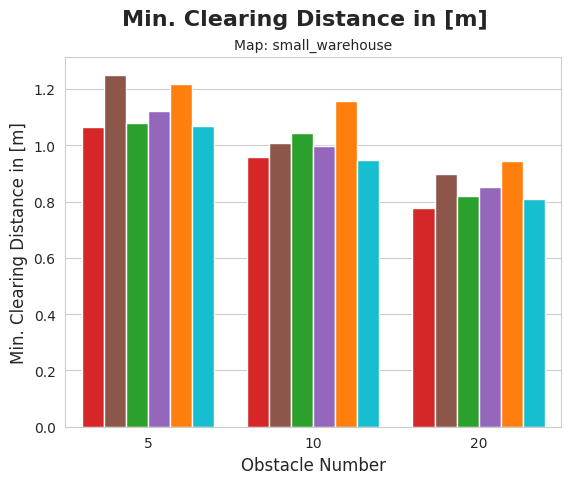 Min. Clearing Distance in [m]
Map: small_warehouse
Min. Clearing Distance in [m]
1.2
1.0
0.8
0.6
0.4
0.2
0.0
5 10 20
Obstacle Number